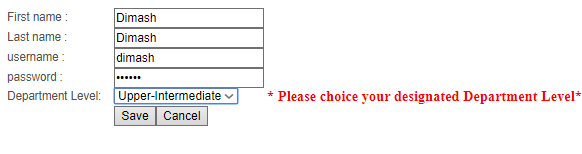 First name : Dimash
Last name : Dimash
username : dimash
password : ••••••
Department Level: Upper-Intermediate * Please choice your designated Department Level*
Save Cancel